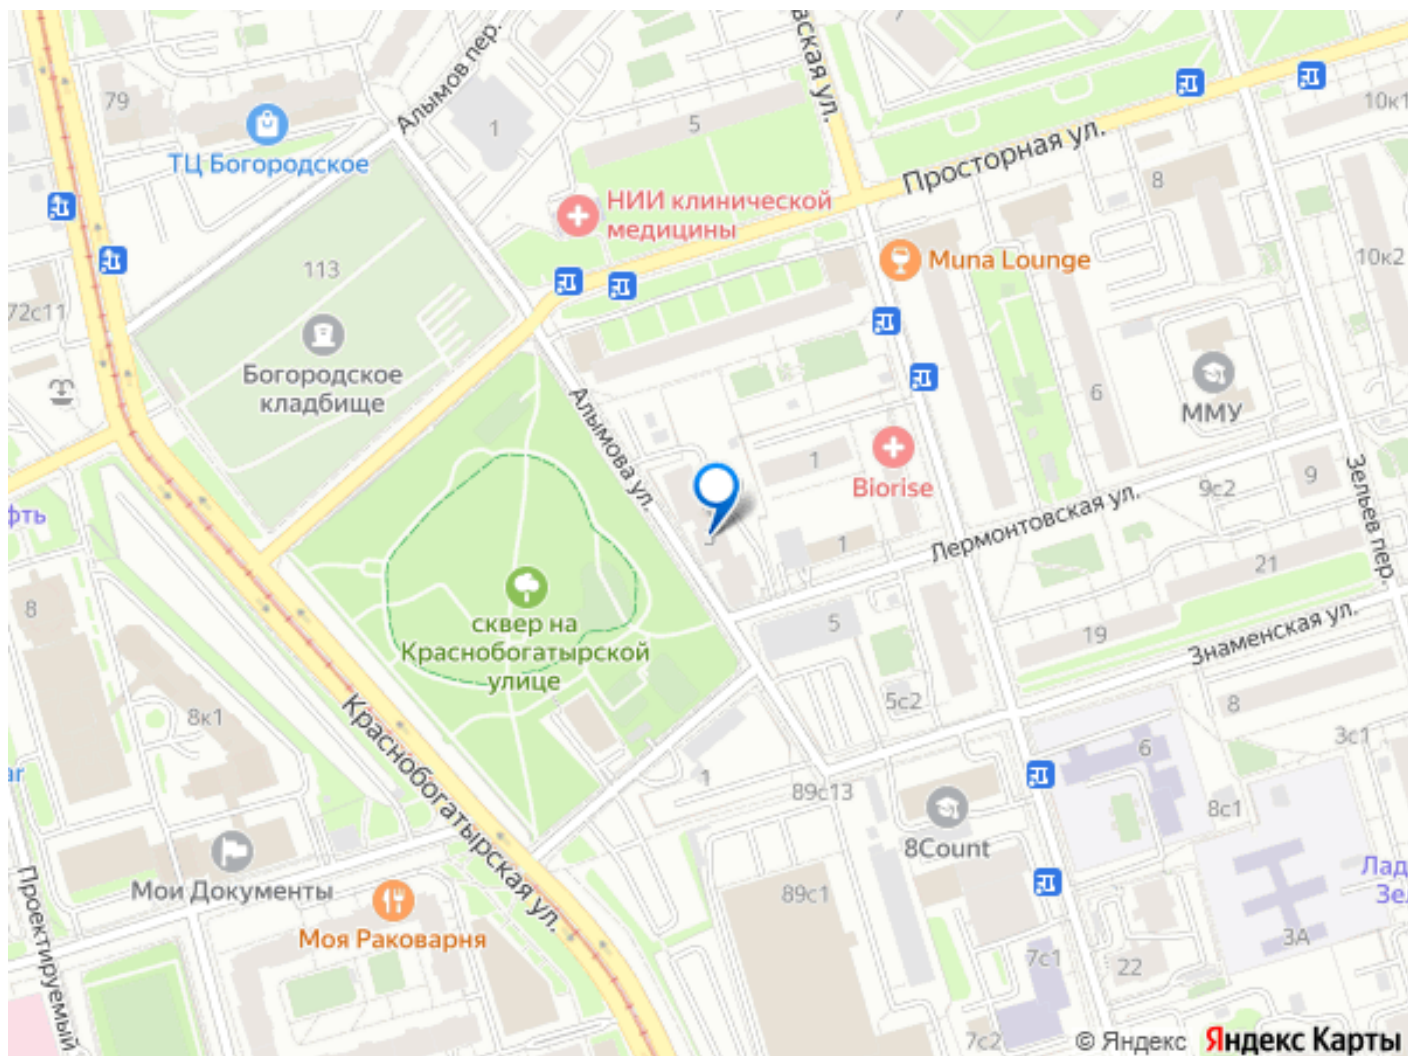 79
Алымов пер.
1
5
вская ул.
10к1
ТЦ Богородское
Просторная ул.
8
НИИ клинической
медицины
113
Muna Lounge
10к2
72с11
Богородское
кладбище
Алымова ул.
6
ММУ
1
Biorise
9с2
9
Зельев пер.
фть
1
Лермонтовская ул.
21
8
сквер на
Краснобогатырской
улице
5
19
Знаменская ул.
5с2
8
8к1
Краснобогатырская ул.
6
3с1
ar
1
89с13
8с1
8Count
Мои Документы
Лад
Зел
89с1
Проектируемый
Моя Раковарня
3А
7с1
22
7с2
© Яндекс Яндекс Карты